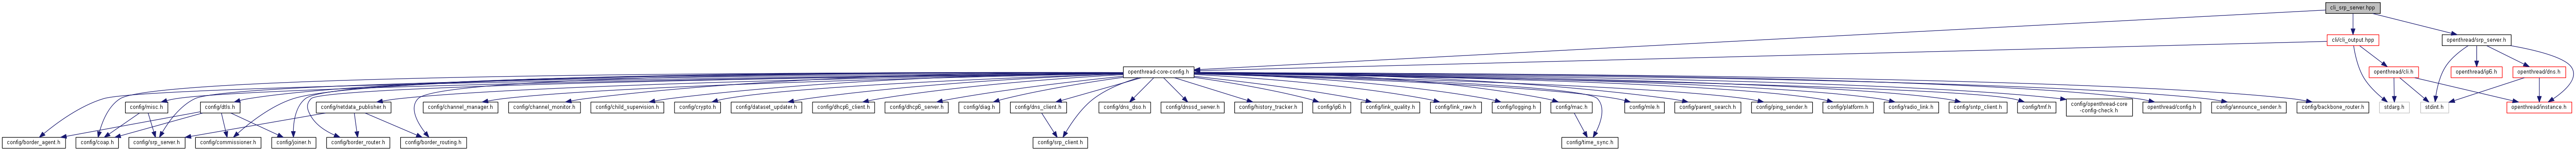 cli_srp_server.hpp
cli/cli_output.hpp
openthread/srp_server.h
openthread-core-config.h
openthread/cli.h
openthread/ip6.h
openthread/dns.h
config/misc.h
config/dtls.h
config/netdata_publisher.h
config/channel_manager.h
config/channel_monitor.h
config/child_supervision.h
config/crypto.h
config/dataset_updater.h
config/dhcp6_client.h
config/dhcp6_server.h
config/diag.h
config/dns_client.h
config/dns_dso.h
config/dnssd_server.h
config/history_tracker.h
config/ip6.h
config/link_quality.h
config/link_raw.h
config/logging.h
config/mac.h
config/mle.h
config/parent_search.h
config/ping_sender.h
config/platform.h
config/radio_link.h
config/sntp_client.h
config/tmf.h
config/openthread-core
-config-check.h
openthread/config.h
config/announce_sender.h
config/backbone_router.h
stdarg.h
stdint.h
openthread/instance.h
config/border_agent.h
config/coap.h
config/srp_server.h
config/commissioner.h
config/joiner.h
config/border_router.h
config/border_routing.h
config/srp_client.h
config/time_sync.h